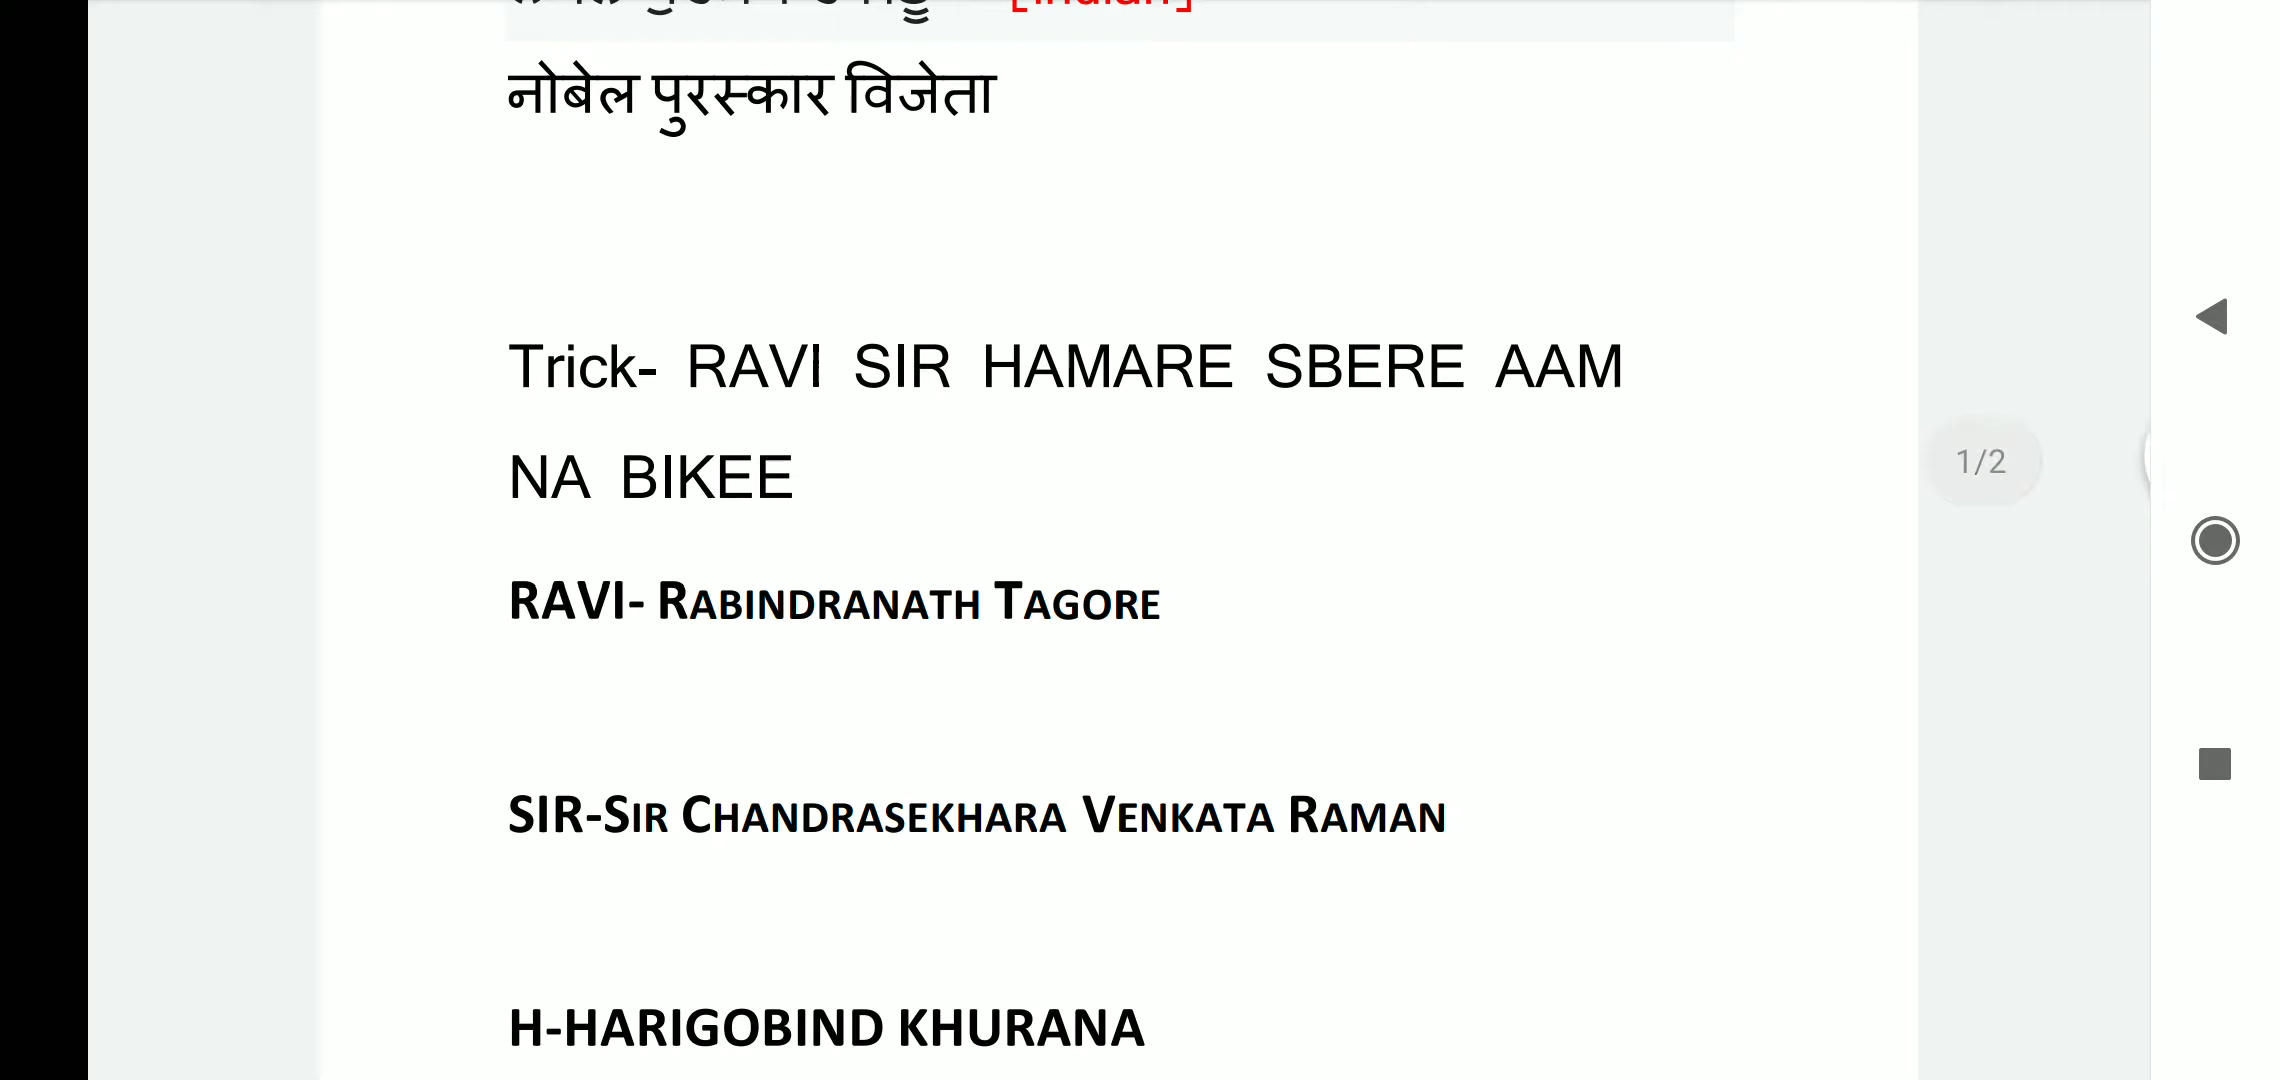 [Indian]
नोबेल पुरस्कार विजेता
Trick- RAVI SIR HAMARE SBERE AAM
NA BIKEE
1/2
RAVI- RABINDRANATH TAGORE
SIR-SIR CHANDRASEKHARA VENKATA RAMAN
H-HARIGOBIND KHURANA